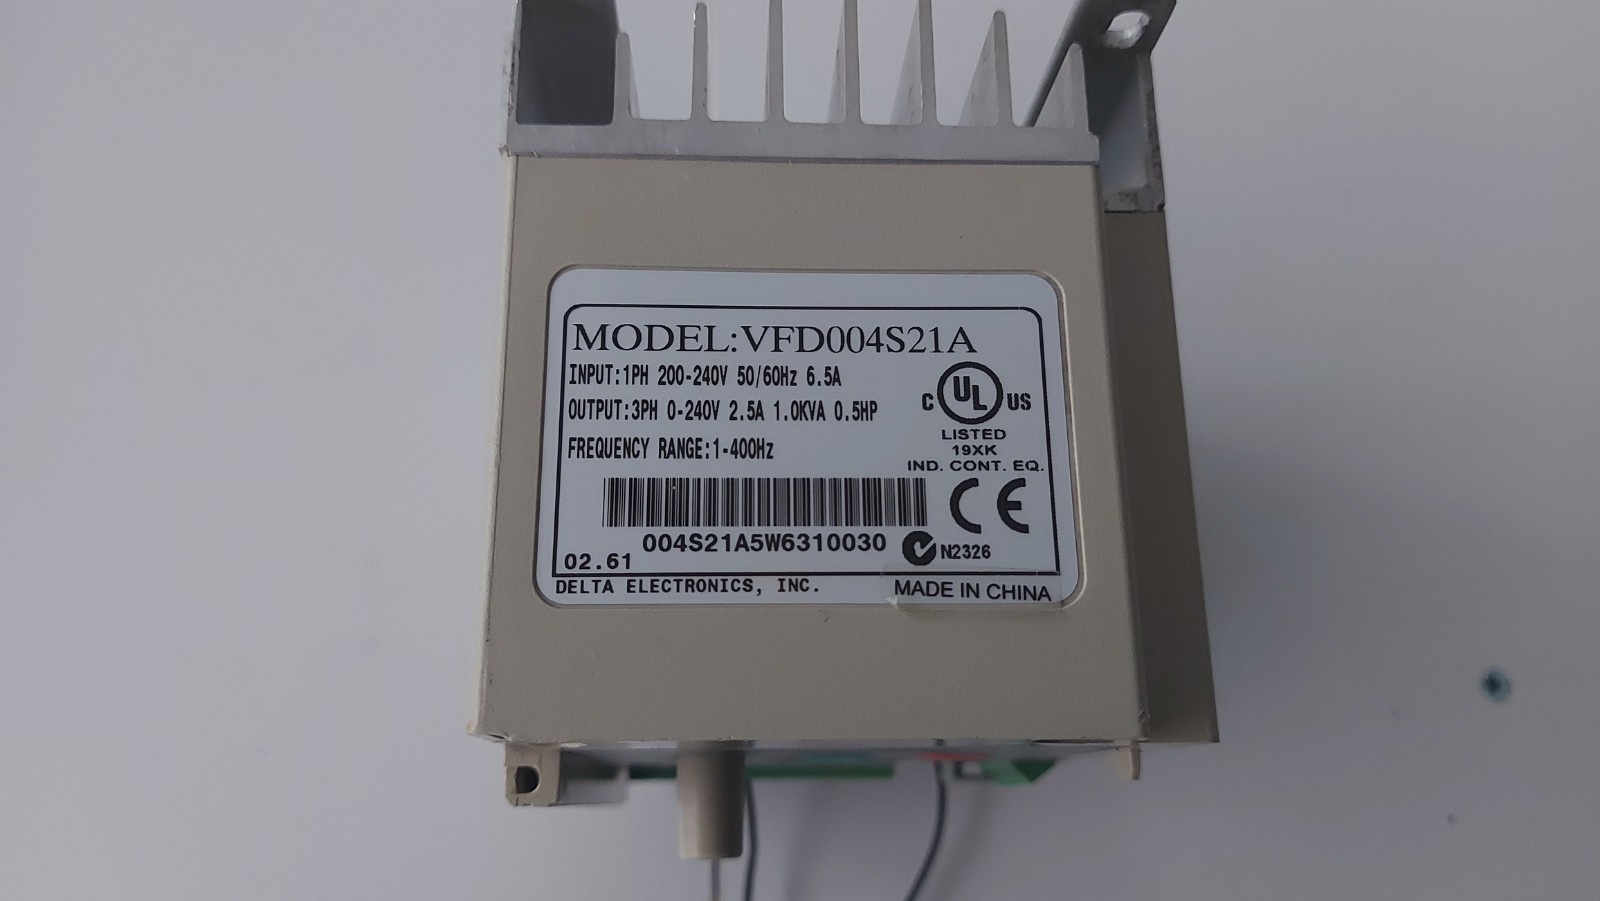 MODEL:VFD004S21A
INPUT:1PH 200-240V 50/60Hz 6.5A
OUTPUT:3PH 0-240V 2.5A 1.0KVA 0.5HP
FREQUENCY RANGE:1-400Hz
C UL US
LISTED
19XK
IND. CONT. EQ.
CE
004S21A5W6310030
N2326
02.61
DELTA ELECTRONICS, INC.
MADE IN CHINA